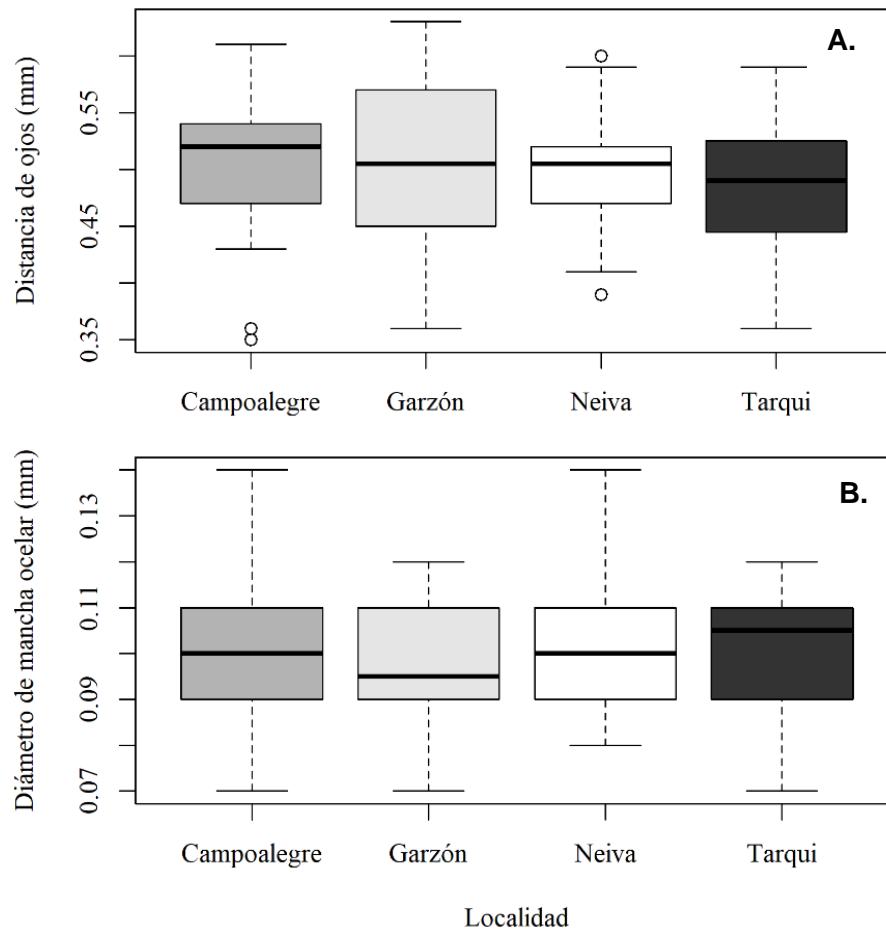 A.
Distancia de ojos (mm)
0.55
0.45
0.35
Campoalegre Garzón Neiva Tarqui
B.
Diámetro de mancha ocelar (mm)
0.13
0.11
0.09
0.07
Campoalegre Garzón Neiva Tarqui
Localidad